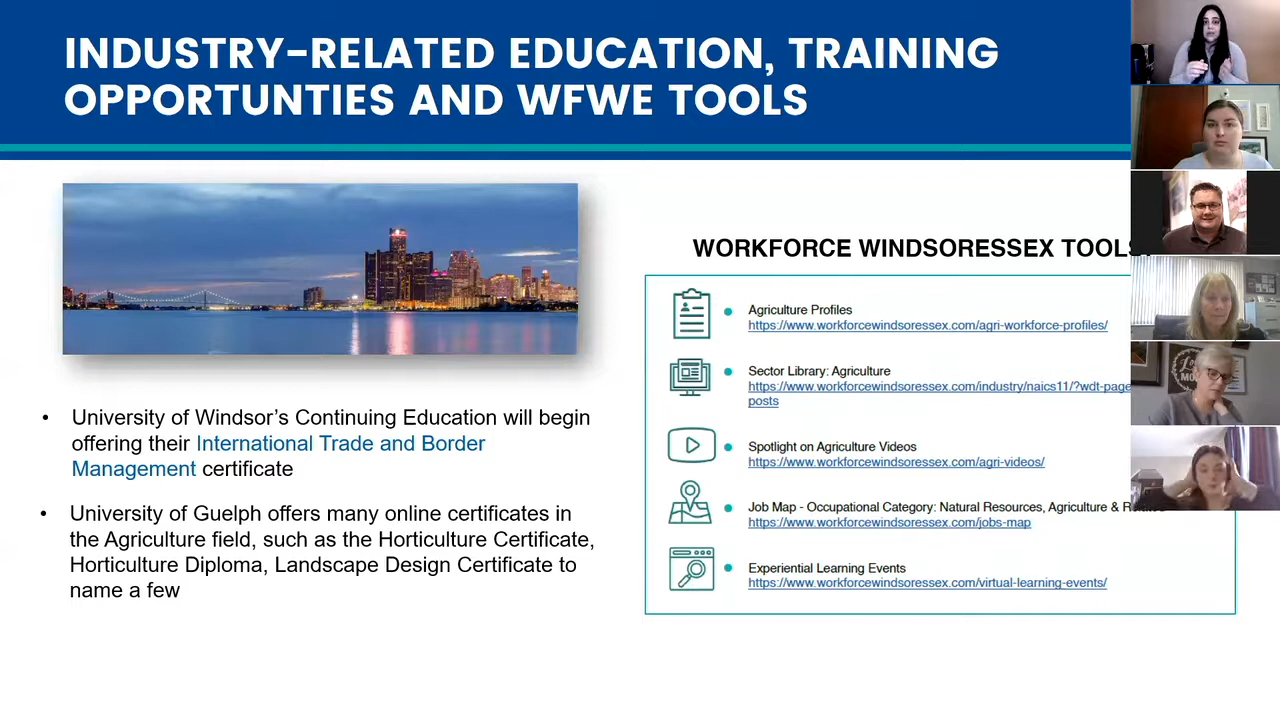 INDUSTRY-RELATED EDUCATION, TRAINING
OPPORTUNTIES AND WFWE TOOLS
University of Windsor's Continuing Education will begin
offering their International Trade and Border
Management certificate
University of Guelph offers many online certificates in
the Agriculture field, such as the Horticulture Certificate,
Horticulture Diploma, Landscape Design Certificate to
name a few
WORKFORCE WINDSORESSEX TOOLS
Agriculture Profiles
https://www.workforcewindsoressex.com/agri-workforce-profiles/
Sector Library: Agriculture
https://www.workforcewindsoressex.com/industry/naics11/?wdt-page
posts
Spotlight on Agriculture Videos
https://www.workforcewindsoressex.com/agri-videos/
Job Map - Occupational Category: Natural Resources, Agriculture &
https://www.workforcewindsoressex.com/jobs-map
Experiential Learning Events
https://www.workforcewindsoressex.com/virtual-learning-events/